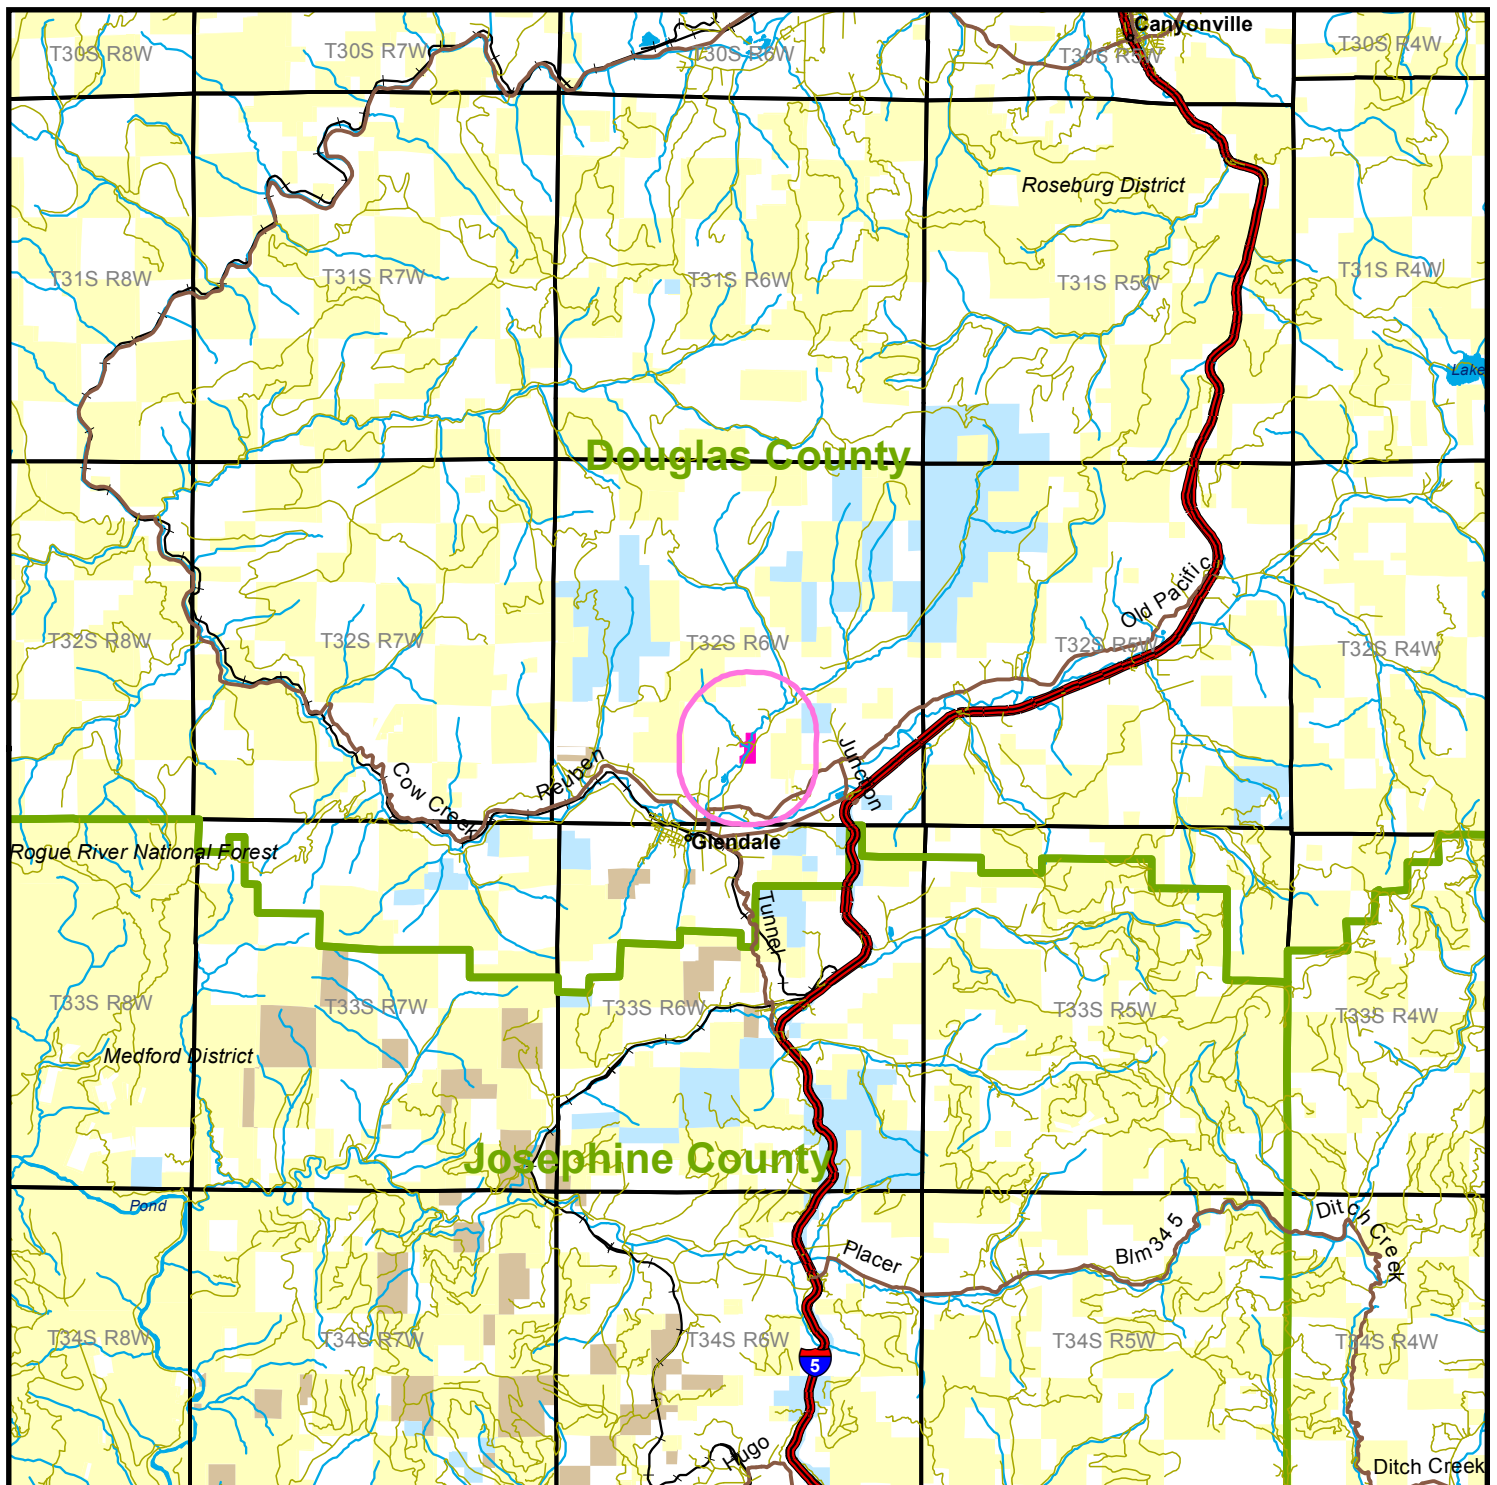 Canyonville
T30S R8W
T30S R7W
T30S R6W
T30S R5W
T30S R4W
Roseburg District
T31S R8W
T31S R7W
T31S R6W
T31S R5W
T31S R4W
Lake
Douglas County
Old Pacific
T32S R8W
T32S R7W
T32S R6W
T32S R5W
T32S R4W
Junction
Reuben
Cow Creek
Glendale
Rogue River National Forest
Tunnel
T33S R8W
T33S R7W
T33S R6W
T33S R5W
T33S R4W
Medford District
Josephine County
Pond
Placer
Blm 34 5
Ditch Creek
T34S R8W
T34S R7W
T34S R6W
T34S R5W
T34S R4W
5
Hugo
Ditch Creek